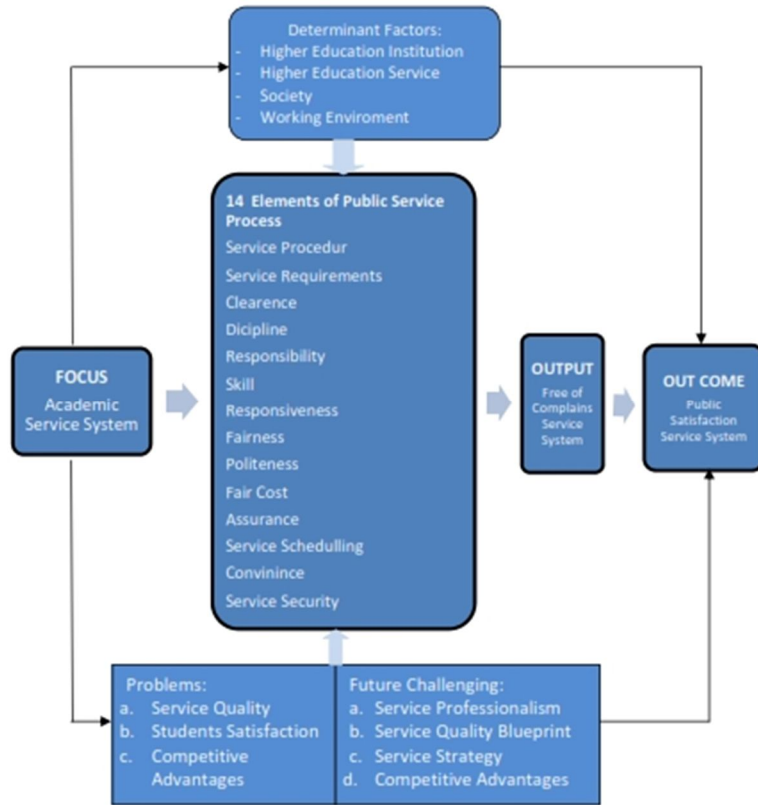 Determinant Factors:
- Higher Education Institution
- Higher Education Service
- Society
- Working Enviroment
14 Elements of Public Service
Process
Service Procedur
Service Requirements
Clearence
Dicipline
Responsibility
Skill
Responsiveness
Fairness
Politeness
Fair Cost
Assurance
Service Schedulling
Convinince
Service Security
FOCUS
Academic
Service System
OUTPUT
Free of
Complains
Service
System
OUT COME
Public
Satisfaction
Service System
Problems:
a. Service Quality
b. Students Satisfaction
c. Competitive
Advantages
Future Challenging:
a. Service Professionalism
b. Service Quality Blueprint
c. Service Strategy
d. Competitive Advantages